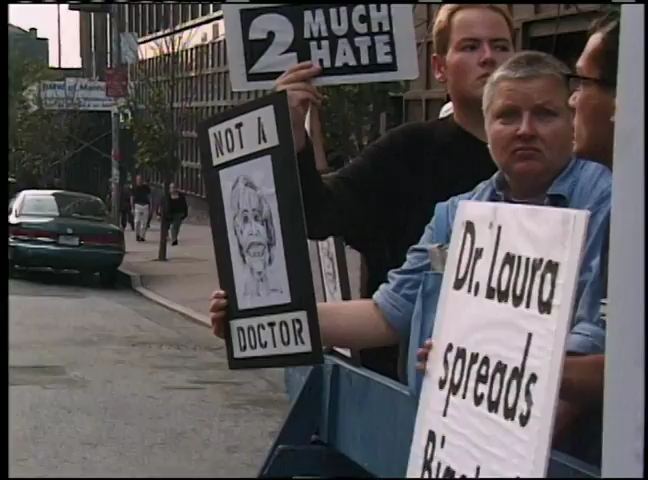 2 MUCH
HATE
NOT A
DOCTOR
Dr. Laura
spreads